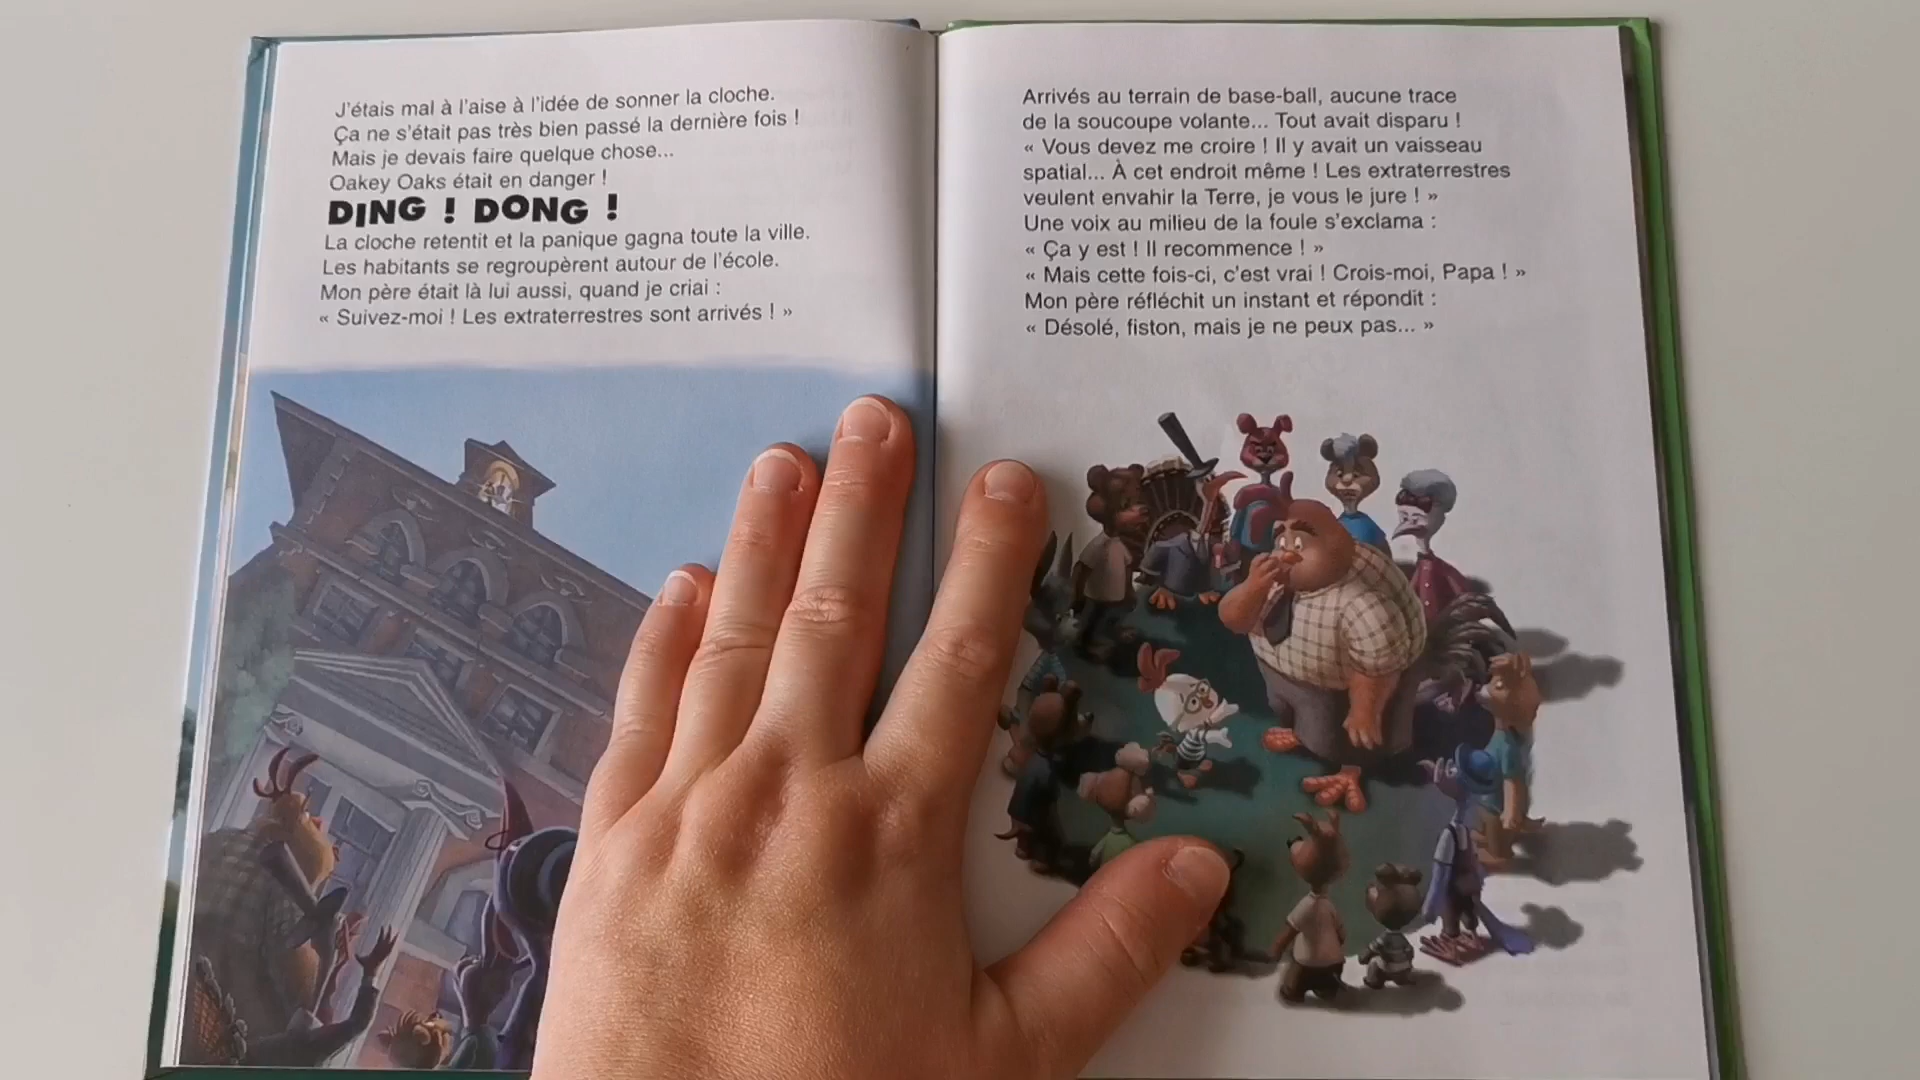 J'étais mal à l'aise à l'idée de sonner la cloche.
Ça ne s'était pas très bien passé la dernière fois !
Mais je devais faire quelque chose...
Oakey Oaks était en danger !
DING ! DONG !
La cloche retentit et la panique gagna toute la ville.
Les habitants se regroupèrent autour de l'école.
Mon père était là lui aussi, quand je criai :
« Suivez-moi ! Les extraterrestres sont arrivés ! »
Arrivés au terrain de base-ball, aucune trace
de la soucoupe volante... Tout avait disparu !
« Vous devez me croire ! Il y avait un vaisseau
spatial... À cet endroit même ! Les extraterrestres
veulent envahir la Terre, je vous le jure ! »
Une voix au milieu de la foule s'exclama :
« Ça y est ! Il recommence ! »
« Mais cette fois-ci, c'est vrai ! Crois-moi, Papa ! »
Mon père réfléchit un instant et répondit :
« Désolé, fiston, mais je ne peux pas... »